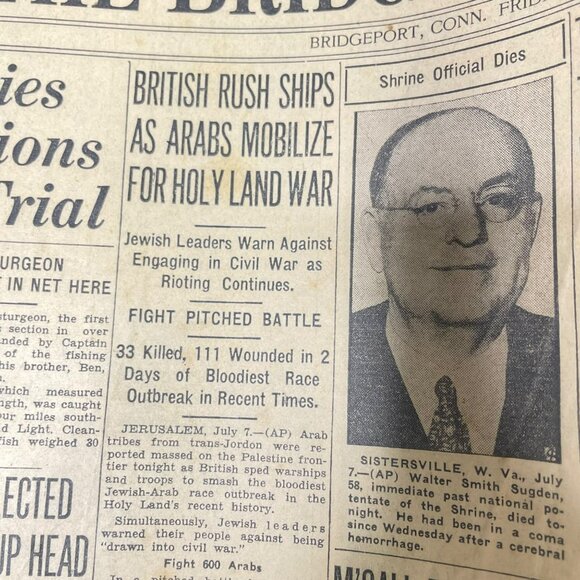 THE BRIDG
BRIDGEPORT, CONN. FRID
ies
ions
Trial
URGEON
T IN NET HERE
sturgeon, the first
s section in over
nded by Captain
of the fishing
his brother, Ben,
which measured
ngth, was caught
our miles south-
d Light. Clean-
fish weighed 30
LECTED
UP HEAD
BRITISH RUSH SHIPS
AS ARABS MOBILIZE
FOR HOLY LAND WAR
Jewish Leaders Warn Against
Engaging in Civil War as
Rioting Continues.
FIGHT PITCHED BATTLE
33 Killed, 111 Wounded in 2
Days of Bloodiest Race
Outbreak in Recent Times.
JERUSALEM, July 7.—(AP) Arab
tribes from trans-Jordon were re-
ported massed on the Palestine fron-
tier tonight as British sped warships
and troops to smash the bloodiest
Jewish-Arab race outbreak in the
Holy Land's recent history.
Simultaneously, Jewish leaders
warned their people against being
"drawn into civil war."
Fight 600 Arabs
In a pitched
Shrine Official Dies
SISTERSVILLE, W. Va., July
7.—(AP) Walter Smith Sugden,
58, immediate past national po-
tentate of the Shrine, died to-
night. He had been in a coma
since Wednesday after a cerebral
hemorrhage.